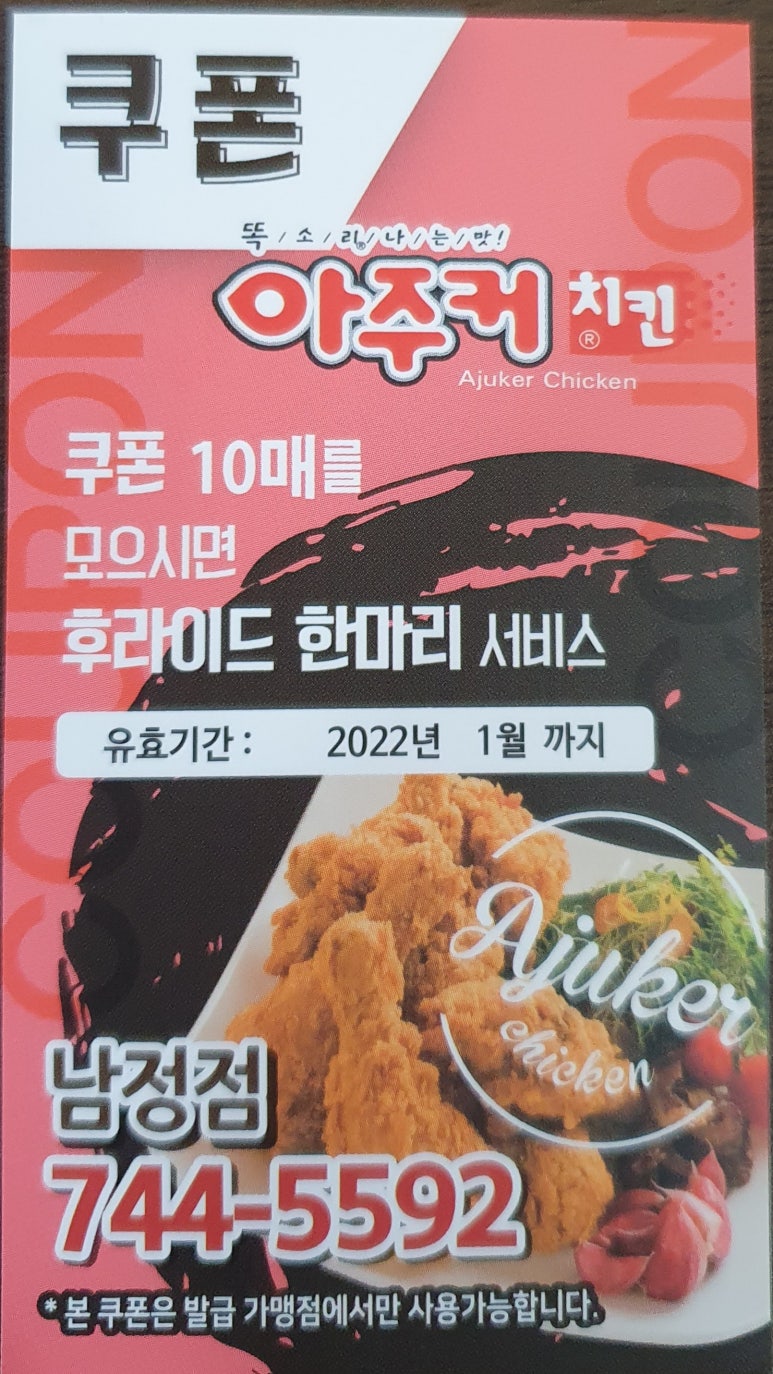 쿠폰
똑/소/리/나/는/맛!
아주커 치킨
®
Ajuker Chicken
쿠폰 10매를
모으시면
후라이드 한마리 서비스
유효기간 : 2022년 1월 까지
Ajuker
chicken
남정점
744-5592
* 본 쿠폰은 발급 가맹점에서만 사용가능합니다.
COUPON
COUPON